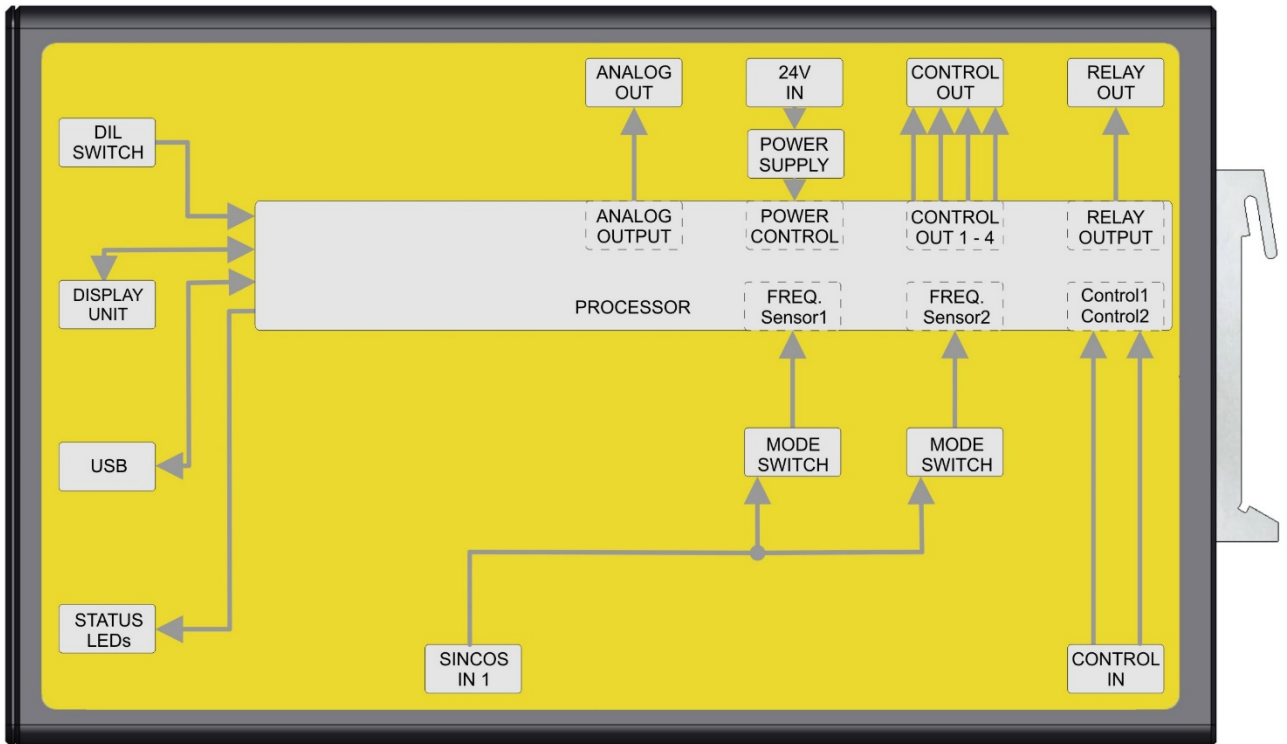 ANALOG
OUT
24V
IN
CONTROL
OUT
RELAY
OUT
DIL
SWITCH
POWER
SUPPLY
ANALOG
OUTPUT
POWER
CONTROL
CONTROL
OUT 1 - 4
RELAY
OUTPUT
DISPLAY
UNIT
PROCESSOR
FREQ.
Sensor1
FREQ.
Sensor2
Control1
Control2
USB
MODE
SWITCH
MODE
SWITCH
STATUS
LEDs
SINCOS
IN 1
CONTROL
IN